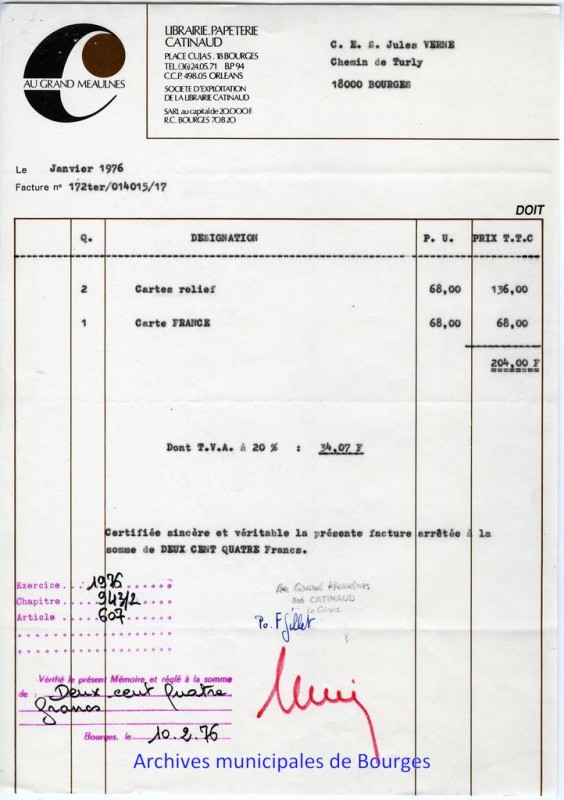 AU GRAND MEAULNES
LIBRAIRIE.PAPETERIE
CATINAUD
PLACE CUJAS . 18 BOURGES
TEL.(36)24.05.71 B.P 94
C.C.P. 498.05 ORLEANS
SOCIETE D'EXPLOITATION
DE LA LIBRAIRIE CATINAUD
SARL au capital de 20.000 F.
R.C. BOURGES 70 B 20
C. E. S. Jules VERNE
Chemin de Turly
18000 BOURGES
Le Janvier 1976
Facture n° 172ter/014015/17
DOIT
Q. DESIGNATION P. U. PRIX T.T.C
2 Cartes relief 68,00 136,00
1 Carte FRANCE 68,00 68,00
204,00 F
Dont T.V.A. à 20 % : 34,07 F
Certifiée sincère et véritable la présente facture arrêtée à la
somme de DEUX CENT QUATRE Francs.
Exercice . . . 1976
Chapitre . . . 943/2
Article . . . 607
CATINAUD
Le Gérant
Po. F Gillet
Vérifié le présent Mémoire et réglé à la somme
de : Deux cent Quatre
francs
Bourges, le 10.2.76
Archives municipales de Bourges